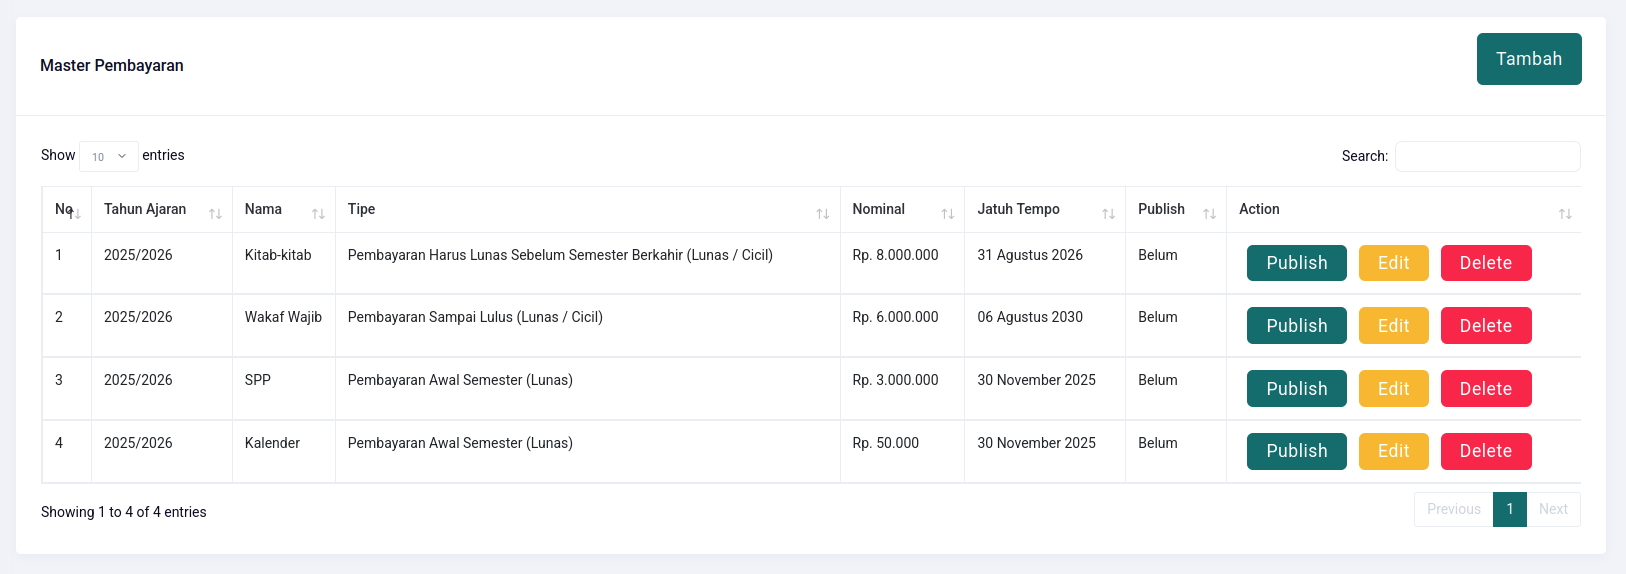 Master Pembayaran
Tambah
Show 10 entries
Search:
No Tahun Ajaran Nama Tipe Nominal Jatuh Tempo Publish Action
1 2025/2026 Kitab-kitab Pembayaran Harus Lunas Sebelum Semester Berkahir (Lunas / Cicil) Rp. 8.000.000 31 Agustus 2026 Belum Publish Edit Delete
2 2025/2026 Wakaf Wajib Pembayaran Sampai Lulus (Lunas / Cicil) Rp. 6.000.000 06 Agustus 2030 Belum Publish Edit Delete
3 2025/2026 SPP Pembayaran Awal Semester (Lunas) Rp. 3.000.000 30 November 2025 Belum Publish Edit Delete
4 2025/2026 Kalender Pembayaran Awal Semester (Lunas) Rp. 50.000 30 November 2025 Belum Publish Edit Delete
Showing 1 to 4 of 4 entries
Previous 1 Next